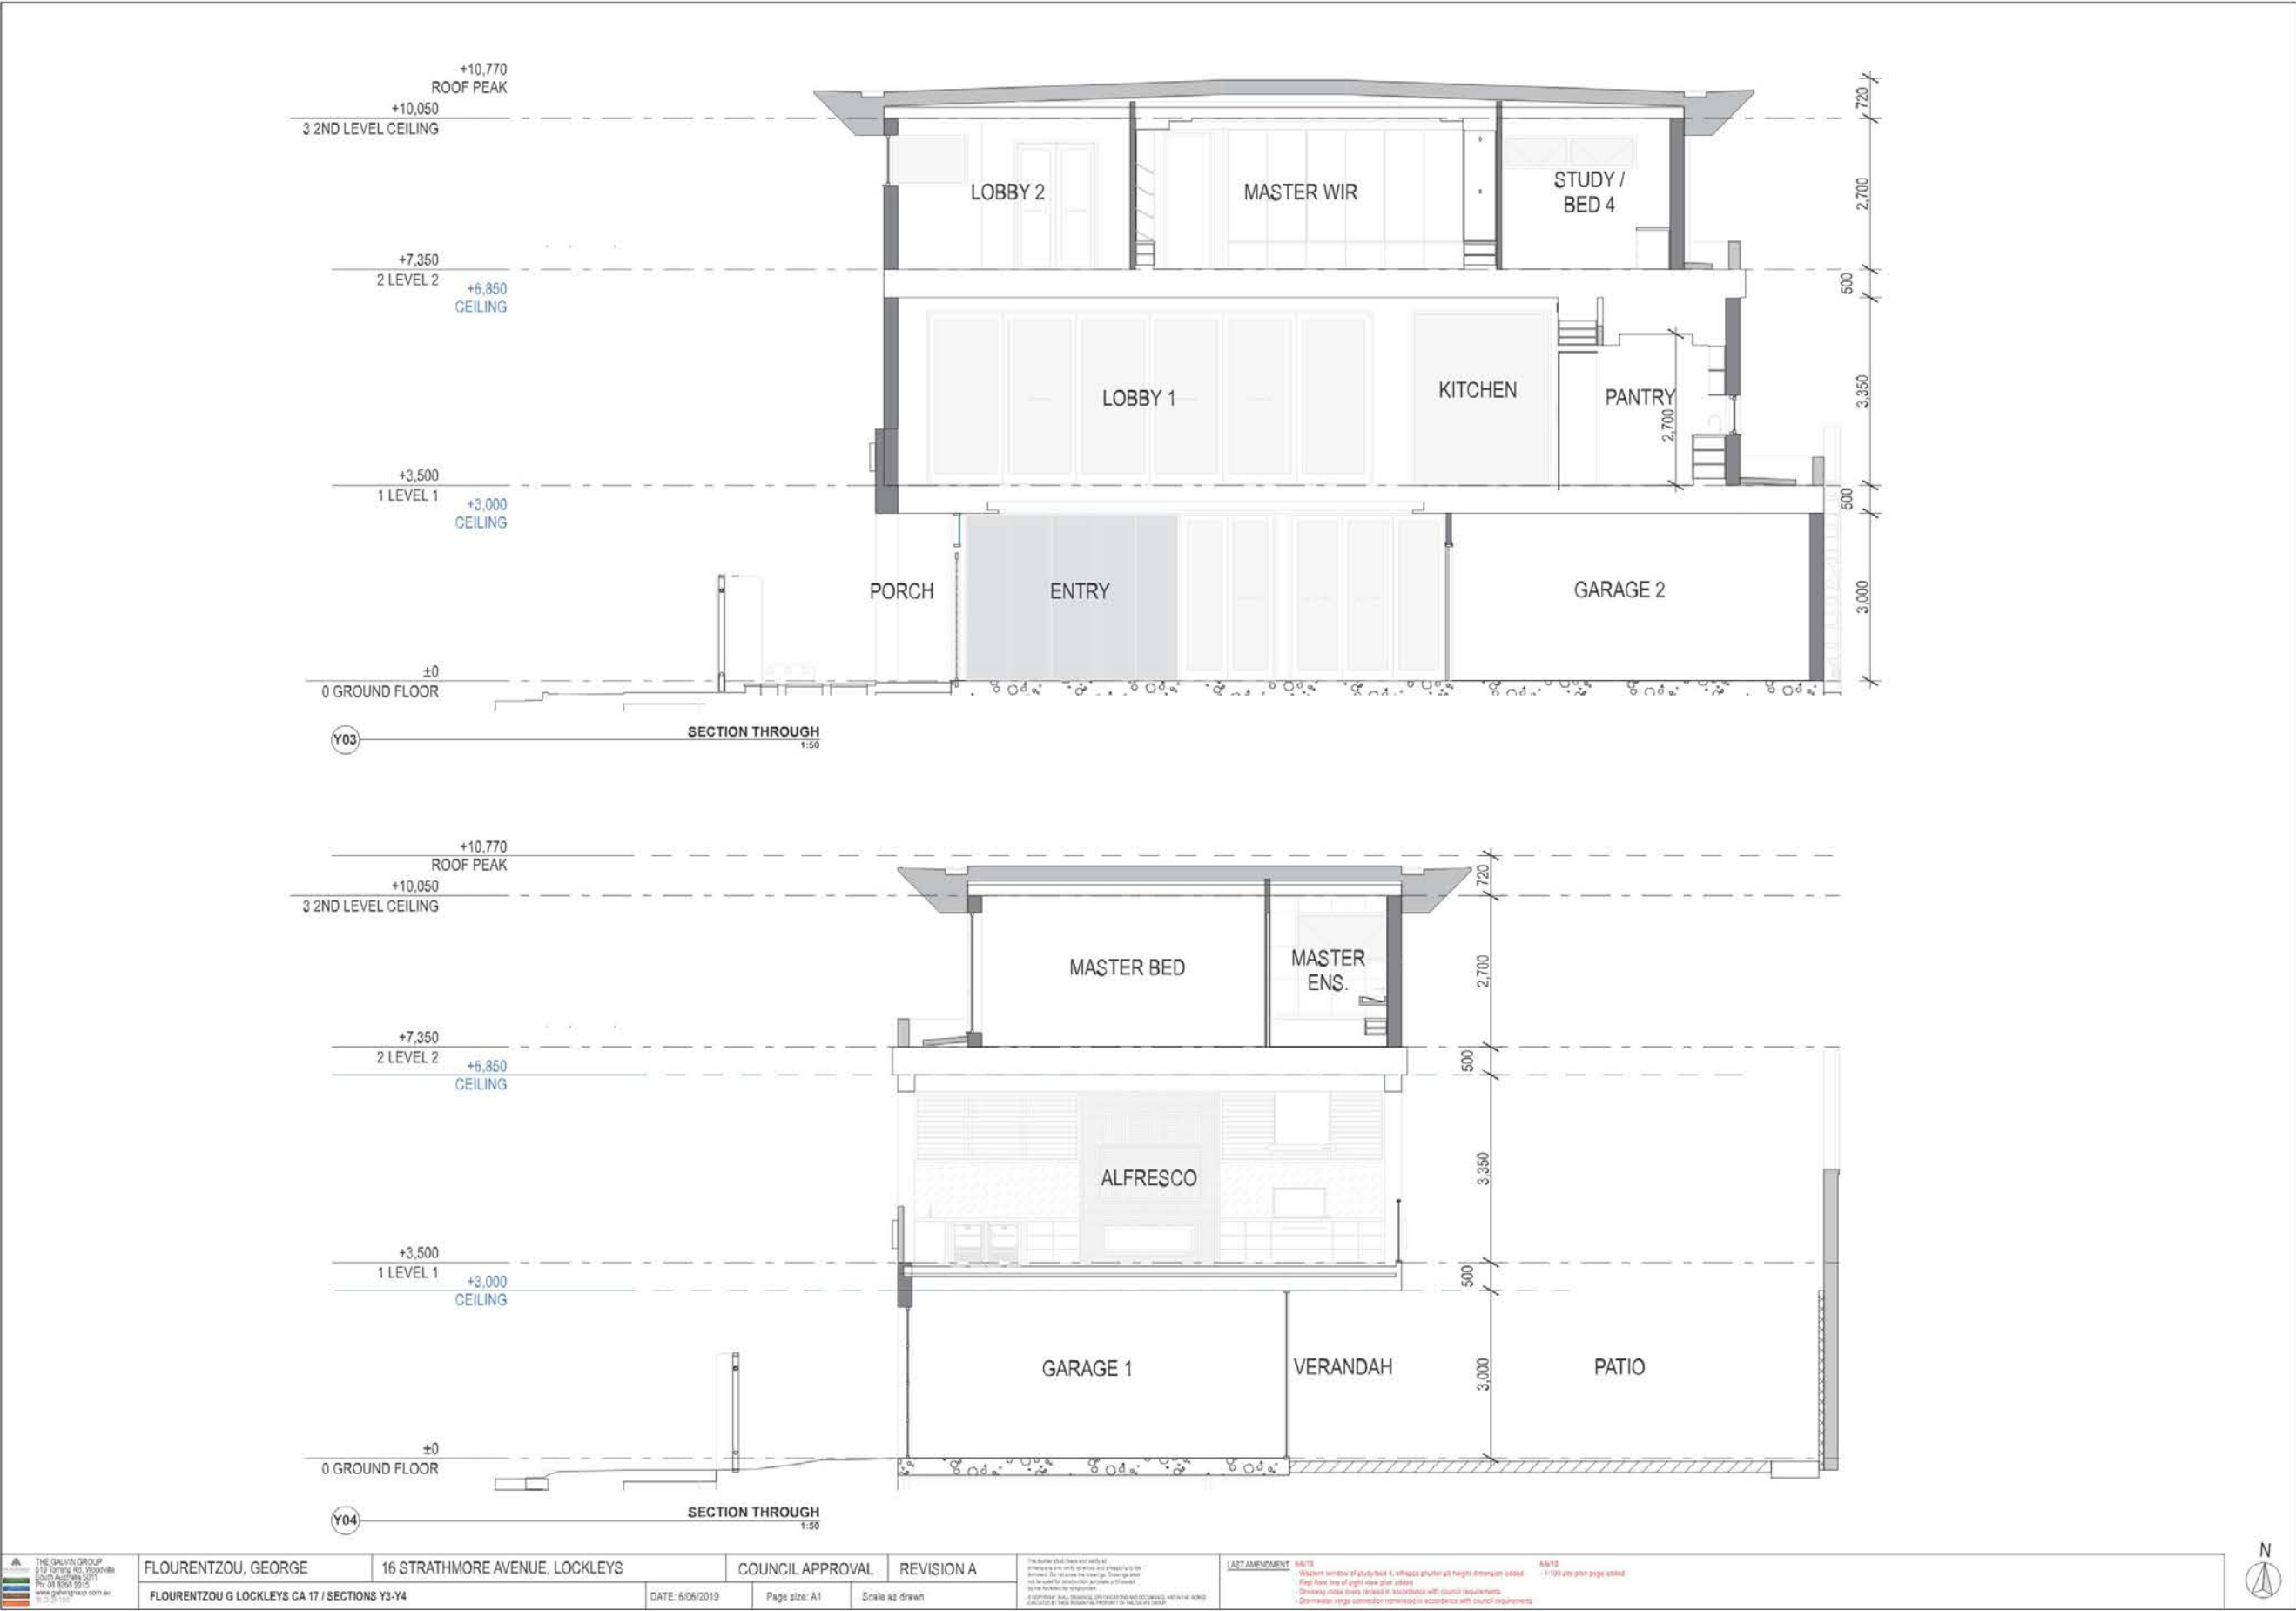 +10,770
ROOF PEAK
+10,050
3 2ND LEVEL CEILING
+7,350
2 LEVEL 2
+6,850
CEILING
+3,500
1 LEVEL 1
+3,000
CEILING
±0
0 GROUND FLOOR
LOBBY 2
MASTER WIR
STUDY /
BED 4
LOBBY 1
KITCHEN
PANTRY
2,700
PORCH
ENTRY
GARAGE 2
720
2,700
500
3,350
500
3,000
Y03
SECTION THROUGH
1:50
+10,770
ROOF PEAK
+10,050
3 2ND LEVEL CEILING
+7,350
2 LEVEL 2
+6,850
CEILING
+3,500
1 LEVEL 1
+3,000
CEILING
±0
0 GROUND FLOOR
MASTER BED
MASTER
ENS.
ALFRESCO
GARAGE 1
VERANDAH
PATIO
720
2,700
500
3,350
500
3,000
Y04
SECTION THROUGH
1:50
N
THE GALVIN GROUP
519 Torrens Rd, Woodville
South Australia 5011
FLOURENTZOU, GEORGE
16 STRATHMORE AVENUE, LOCKLEYS
COUNCIL APPROVAL
REVISION A
FLOURENTZOU G LOCKLEYS CA 17 / SECTIONS Y3-Y4
DATE: 6/06/2019
Page size: A1
Scale as drawn
LAST AMENDMENT